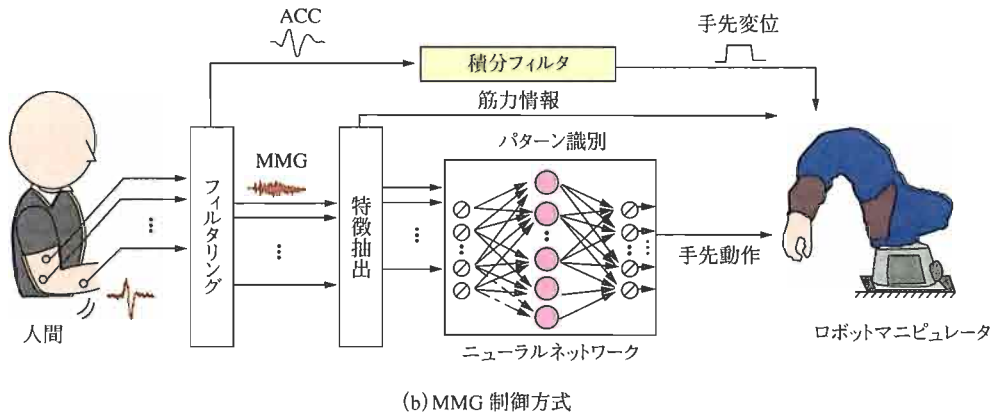 ACC
手先変位
積分フィルタ
筋力情報
パターン識別
MMG
フィルタリング
特徴抽出
手先動作
人間
ニューラルネットワーク
ロボットマニピュレータ
(b) MMG 制御方式